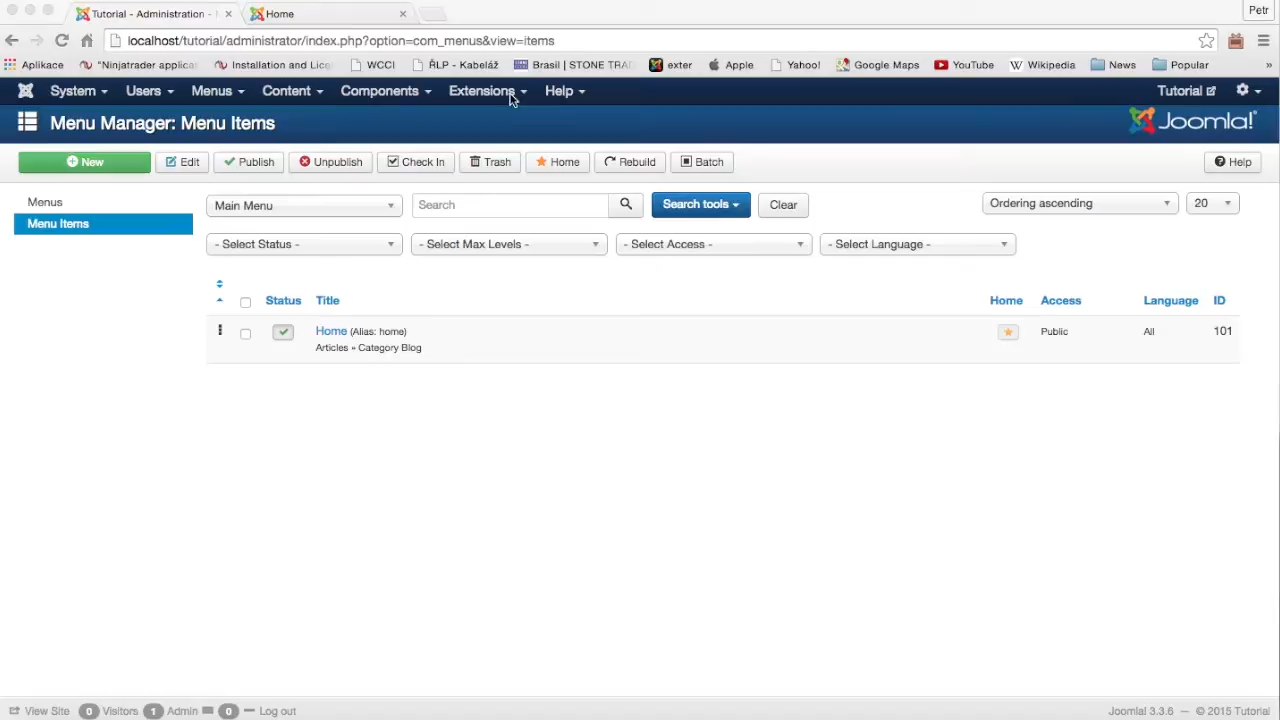 Tutorial - Administration -
Home
Petr
localhost/tutorial/administrator/index.php?option=com_menus&view=items
Aplikace "Ninjatrader applica Installation and Lice WCCI ŘLP - Kabeláž Brasil | STONE TRAD exter Apple Yahoo! Google Maps YouTube Wikipedia News Popular »
System Users Menus Content Components Extensions Help Tutorial
Menu Manager: Menu Items
Joomla!®
New Edit Publish Unpublish Check In Trash Home Rebuild Batch Help
Menus
Menu Items
Main Menu Search Search tools Clear Ordering ascending 20
- Select Status - - Select Max Levels - - Select Access - - Select Language -
Status Title Home Access Language ID
Home (Alias: home) Public All 101
Articles » Category Blog
View Site 0 Visitors 1 Admin 0 Log out Joomla! 3.3.6 — © 2015 Tutorial